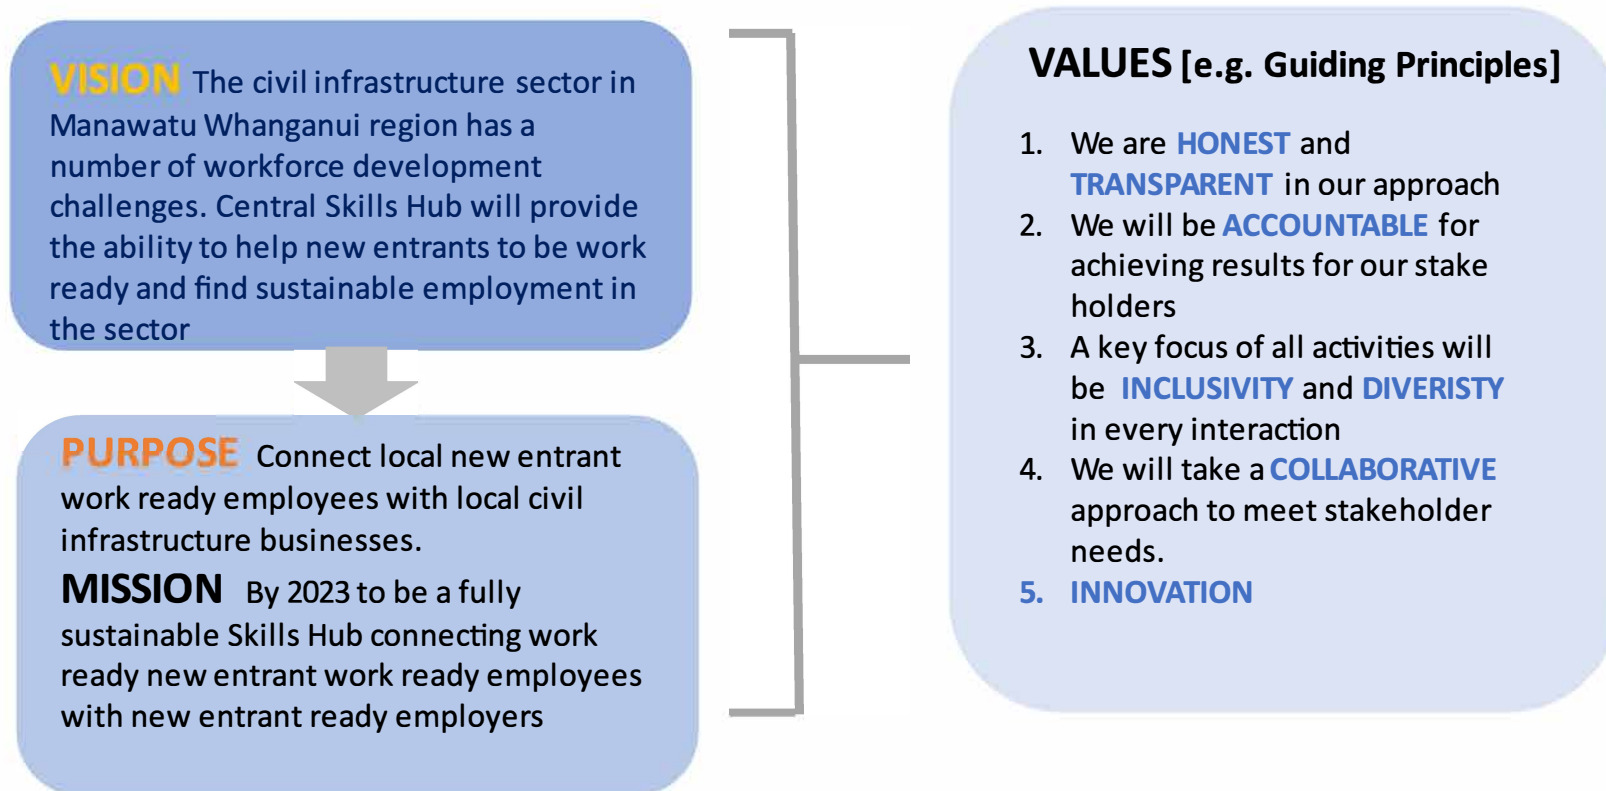 VISION The civil infrastructure sector in
Manawatu Whanganui region has a
number of workforce development
challenges. Central Skills Hub will provide
the ability to help new entrants to be work
ready and find sustainable employment in
the sector
PURPOSE Connect local new entrant
work ready employees with local civil
infrastructure businesses.
MISSION By 2023 to be a fully
sustainable Skills Hub connecting work
ready new entrant work ready employees
with new entrant ready employers
VALUES [e.g. Guiding Principles]
1. We are HONEST and
TRANSPARENT in our approach
2. We will be ACCOUNTABLE for
achieving results for our stake
holders
3. A key focus of all activities will
be INCLUSIVITY and DIVERISTY
in every interaction
4. We will take a COLLABORATIVE
approach to meet stakeholder
needs.
5. INNOVATION